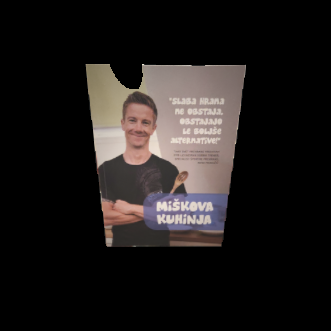 "SLABA HRANA
NE OBSTAJA,
OBSTAJAJO
LE BOLJŠE
ALTERNATIVE!"
MIŠKOVA
KUHINJA